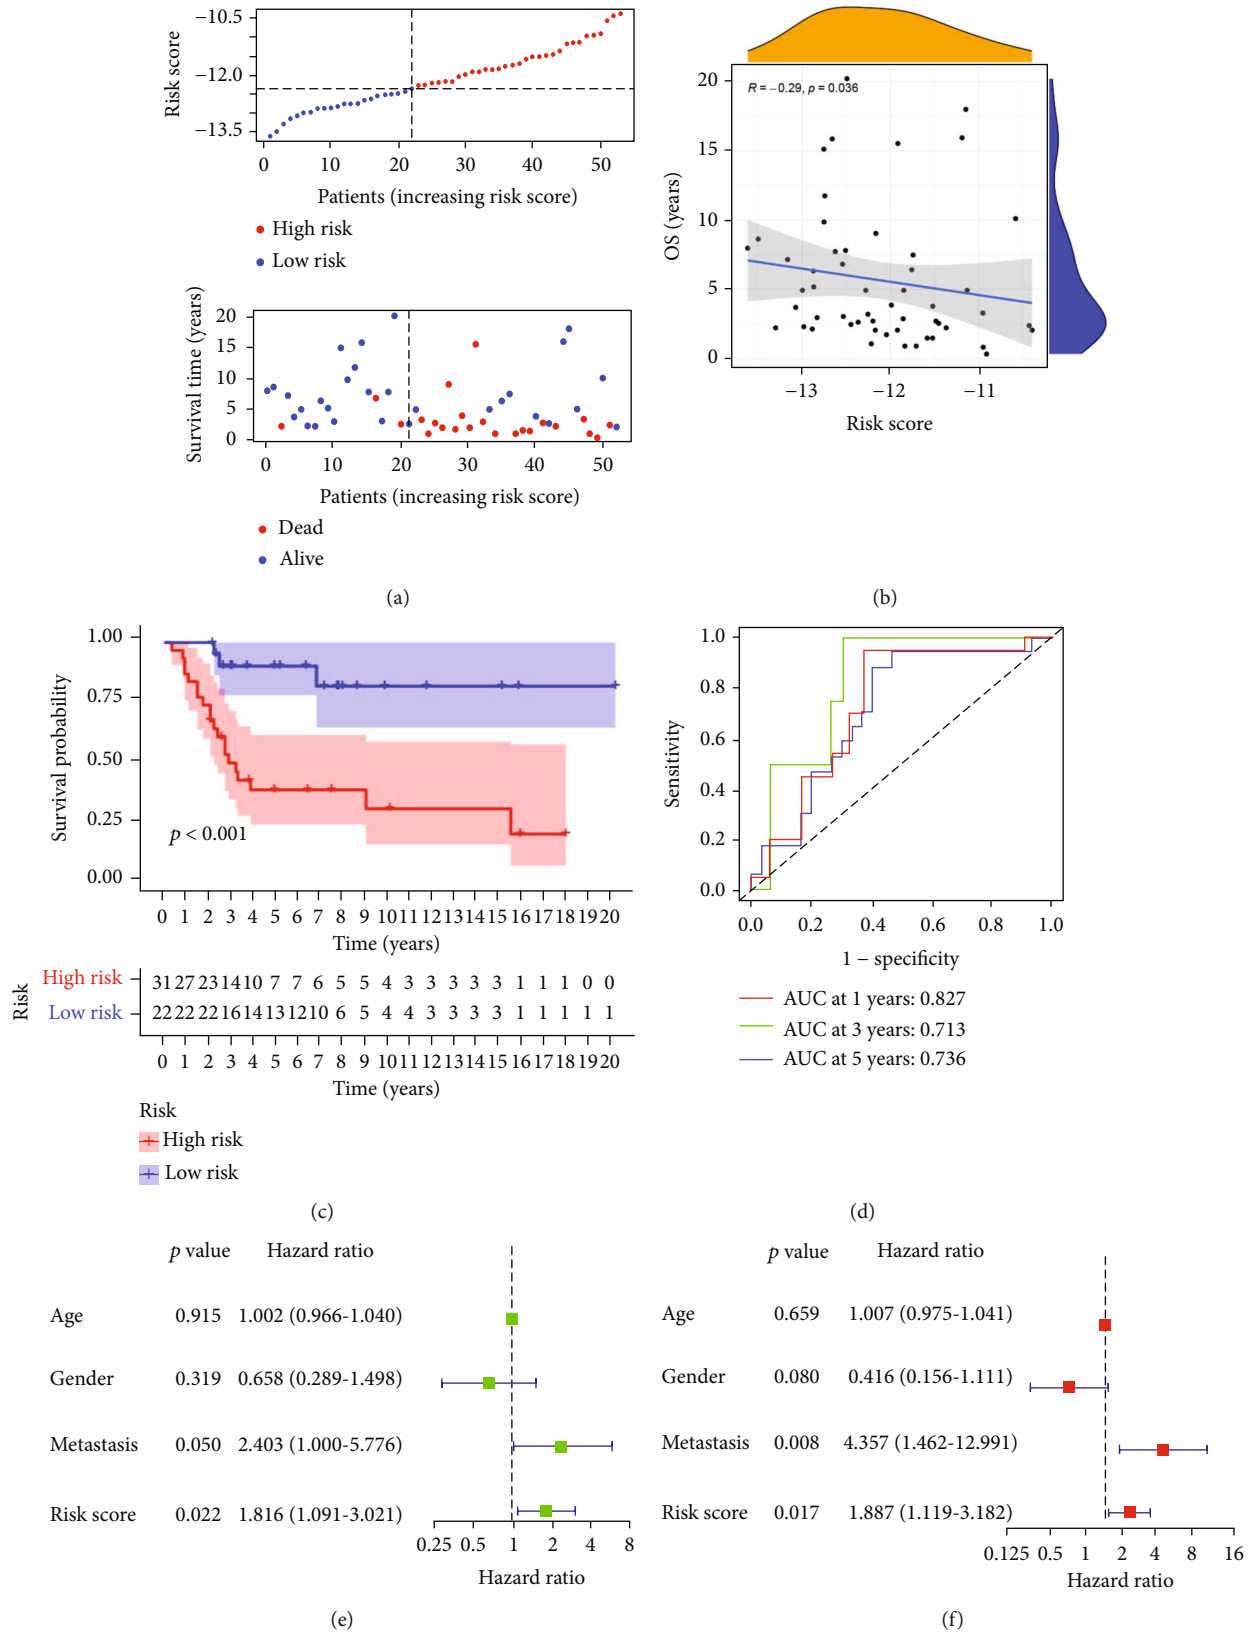 −10.5
−12.0
−13.5
Risk score
0 10 20 30 40 50
Patients (increasing risk score)
High risk
Low risk
20
15
10
5
0
Survival time (years)
0 10 20 30 40 50
Patients (increasing risk score)
Dead
Alive
(a)
R = −0.29, p = 0.036
20
15
10
5
0
OS (years)
−13 −12 −11
Risk score
(b)
1.00
0.75
0.50
0.25
0.00
Survival probability
p < 0.001
0 1 2 3 4 5 6 7 8 9 10 11 12 13 14 15 16 17 18 19 20
Time (years)
Risk
High risk 31 27 23 14 10 7 7 6 5 5 4 3 3 3 3 3 1 1 1 0 0
Low risk 22 22 22 16 14 13 12 10 6 5 4 4 3 3 3 3 1 1 1 1 1
0 1 2 3 4 5 6 7 8 9 10 11 12 13 14 15 16 17 18 19 20
Time (years)
Risk
High risk
Low risk
(c)
1.0
0.8
0.6
0.4
0.2
0.0
Sensitivity
0.0 0.2 0.4 0.6 0.8 1.0
1 − specificity
AUC at 1 years: 0.827
AUC at 3 years: 0.713
AUC at 5 years: 0.736
(d)
p value Hazard ratio
Age 0.915 1.002 (0.966-1.040)
Gender 0.319 0.658 (0.289-1.498)
Metastasis 0.050 2.403 (1.000-5.776)
Risk score 0.022 1.816 (1.091-3.021)
0.25 0.5 1 2 4 8
Hazard ratio
(e)
p value Hazard ratio
Age 0.659 1.007 (0.975-1.041)
Gender 0.080 0.416 (0.156-1.111)
Metastasis 0.008 4.357 (1.462-12.991)
Risk score 0.017 1.887 (1.119-3.182)
0.125 0.5 1 2 4 8 16
Hazard ratio
(f)